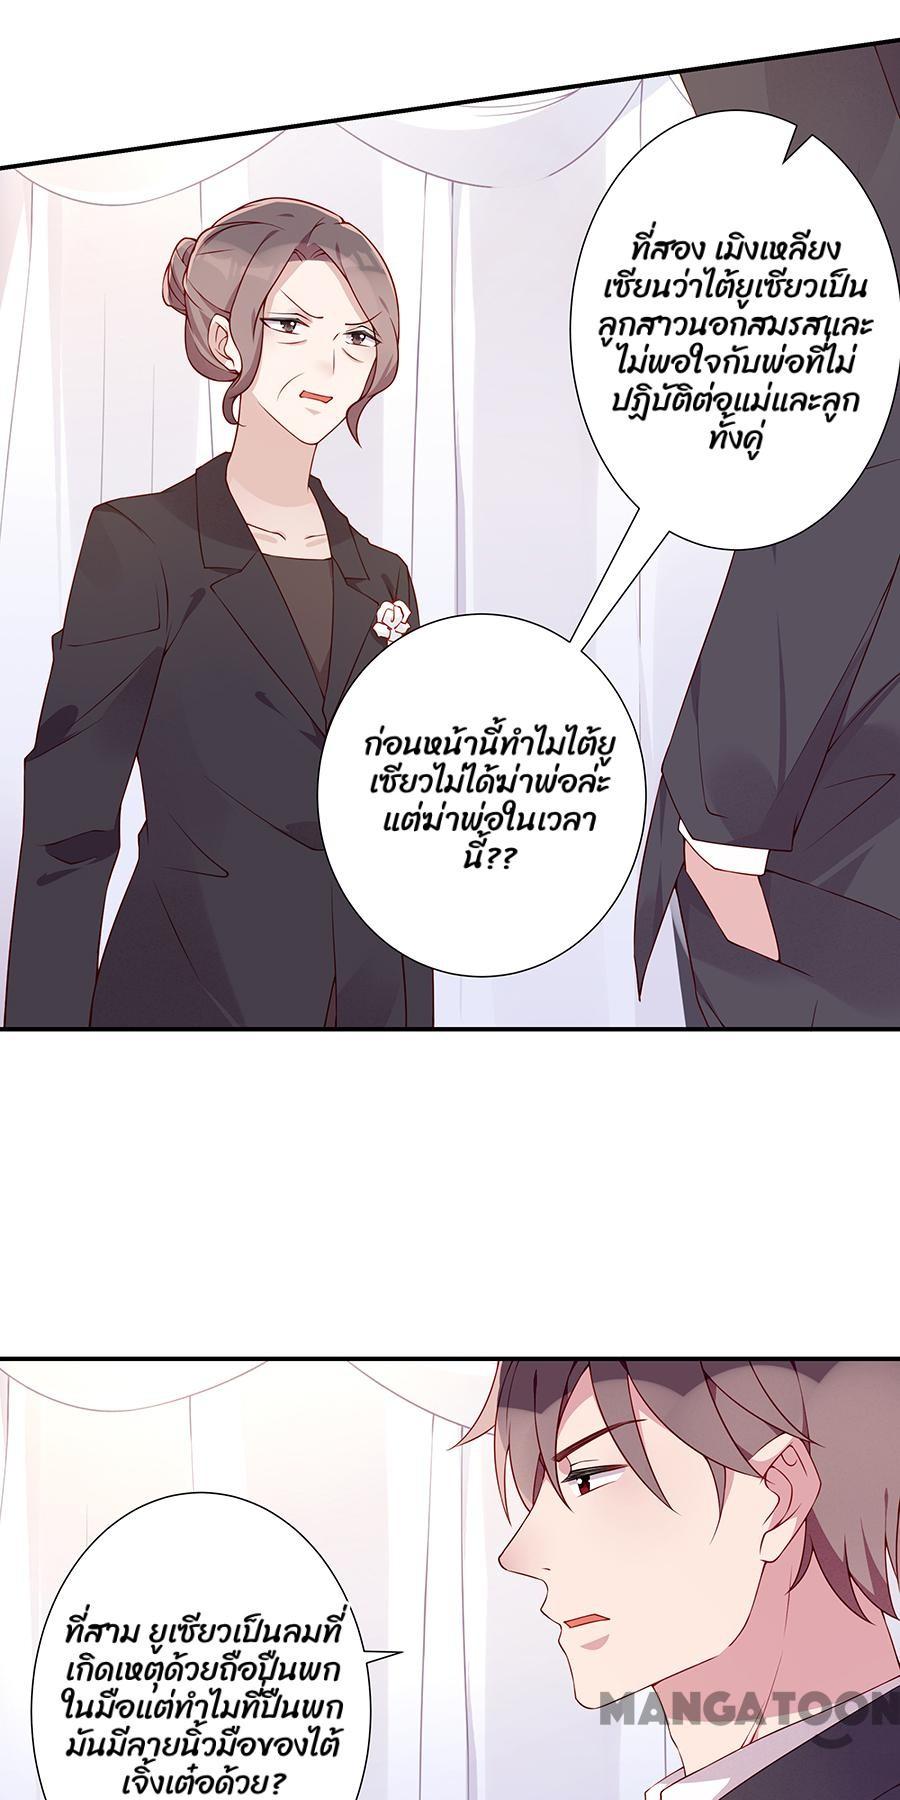 ที่สอง เมิงเหลียง
เซียนว่าไต้ยูเซียวเป็น
ลูกสาวนอกสมรสและ
ไม่พอใจกับพ่อที่ไม่
ปฏิบัติต่อแม่และลูก
ทั้งคู่
ก่อนหน้านี้ทำไมไต้ยู
เซียวไม่ได้ฆ่าพ่อล่ะ
แต่ฆ่าพ่อในเวลา
นี้??
ที่สาม ยูเซียวเป็นลมที่
เกิดเหตุด้วยถือปืนพก
ในมือแต่ทำไมที่ปืนพก
มันมีลายนิ้วมือของไต้
เจิ้งเต๋อด้วย?
MANGATOON